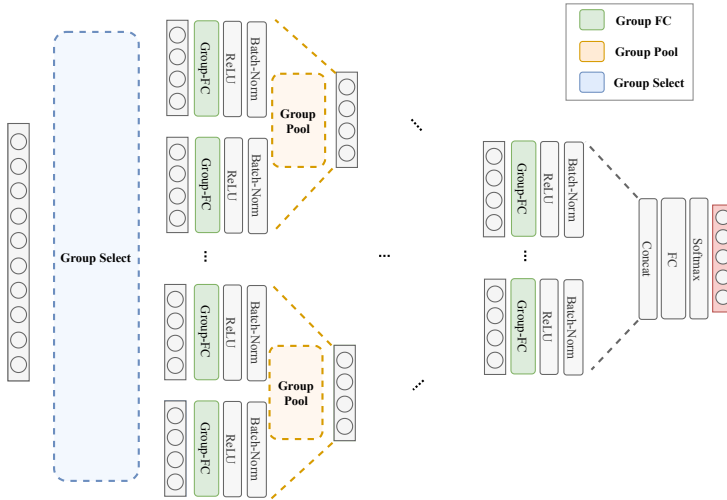 Group FC
Group Pool
Group Select
Group Select
Group-FC
ReLU
Batch-Norm
Group-FC
ReLU
Batch-Norm
Group
Pool
...
Group-FC
ReLU
Batch-Norm
Group-FC
ReLU
Batch-Norm
Group
Pool
...
...
...
Group-FC
ReLU
Batch-Norm
...
Group-FC
ReLU
Batch-Norm
Concat
FC
Softmax